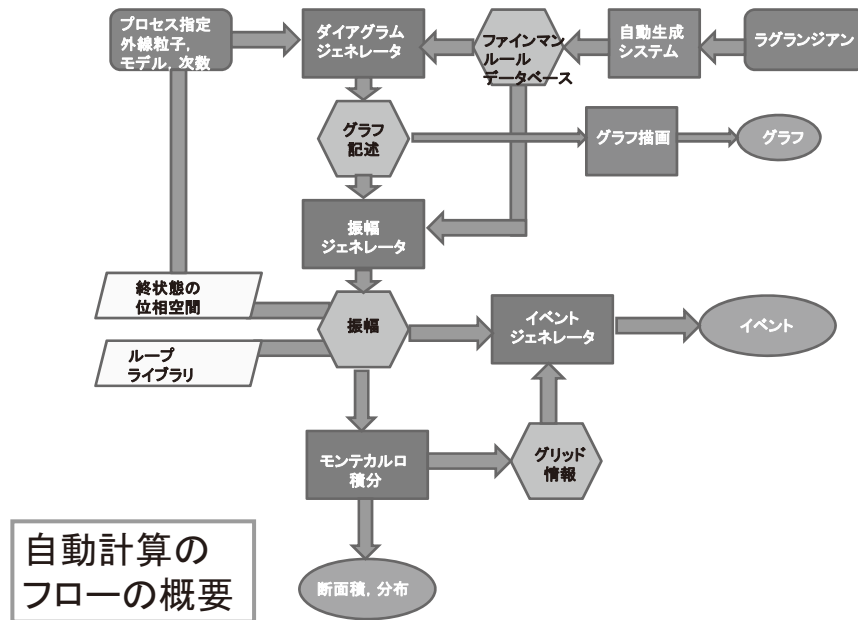 プロセス指定
外線粒子,
モデル, 次数
ダイアグラム
ジェネレータ
ファインマン
ルール
データベース
自動生成
システム
ラグランジアン
グラフ
記述
グラフ描画
グラフ
振幅
ジェネレータ
終状態の
位相空間
振幅
イベント
ジェネレータ
イベント
ループ
ライブラリ
モンテカルロ
積分
グリッド
情報
自動計算の
フローの概要
断面積, 分布